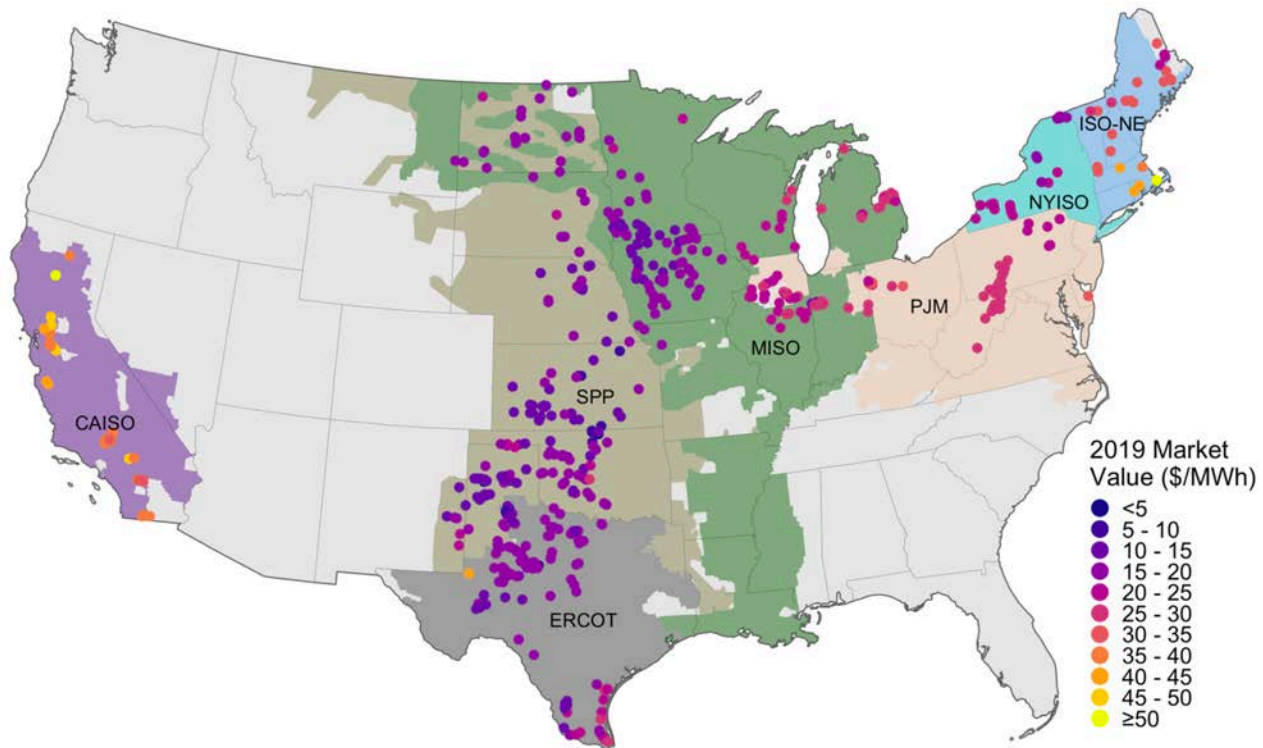 ISO-NE
NYISO
PJM
MISO
SPP
CAISO
ERCOT
2019 Market
Value ($/MWh)
<5
5 - 10
10 - 15
15 - 20
20 - 25
25 - 30
30 - 35
35 - 40
40 - 45
45 - 50
≥50